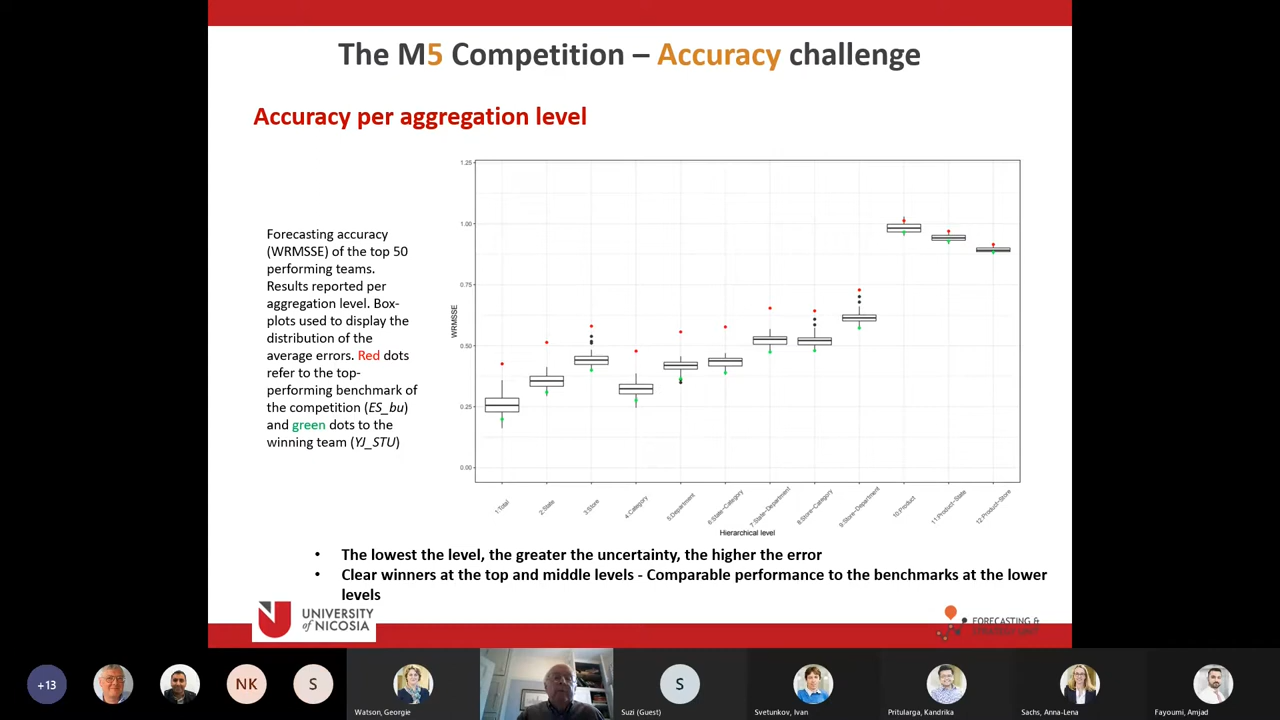 The M5 Competition – Accuracy challenge
Accuracy per aggregation level
Forecasting accuracy
(WRMSSE) of the top 50
performing teams.
Results reported per
aggregation level. Box-
plots used to display the
distribution of the
average errors. Red dots
refer to the top-
performing benchmark of
the competition (ES_bu)
and green dots to the
winning team (YJ_STU)
1.25
1.00
0.75
0.50
0.25
0.00
WRMSSE
1:Total
2:State
3:Store
4:Category
5:Department
6:State−Category
7:State−Department
8:Store−Category
9:Store−Department
10:Product
11:Product−State
12:Product−Store
Hierarchical level
• The lowest the level, the greater the uncertainty, the higher the error
• Clear winners at the top and middle levels - Comparable performance to the benchmarks at the lower
levels
UNIVERSITY
of NICOSIA
FORECASTING &
+13
NK
S
Watson, Georgie
S
Suzi (Guest)
Svetunkov, Ivan
Pritularga, Kandrika
Sachs, Anna-Lena
Fayoumi, Amjad